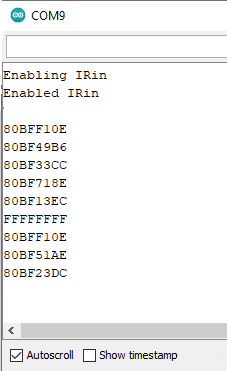 COM9
Enabling IRin
Enabled IRin
80BFF10E
80BF49B6
80BF33CC
80BF718E
80BF13EC
FFFFFFFF
80BFF10E
80BF51AE
80BF23DC
Autoscroll Show timestamp